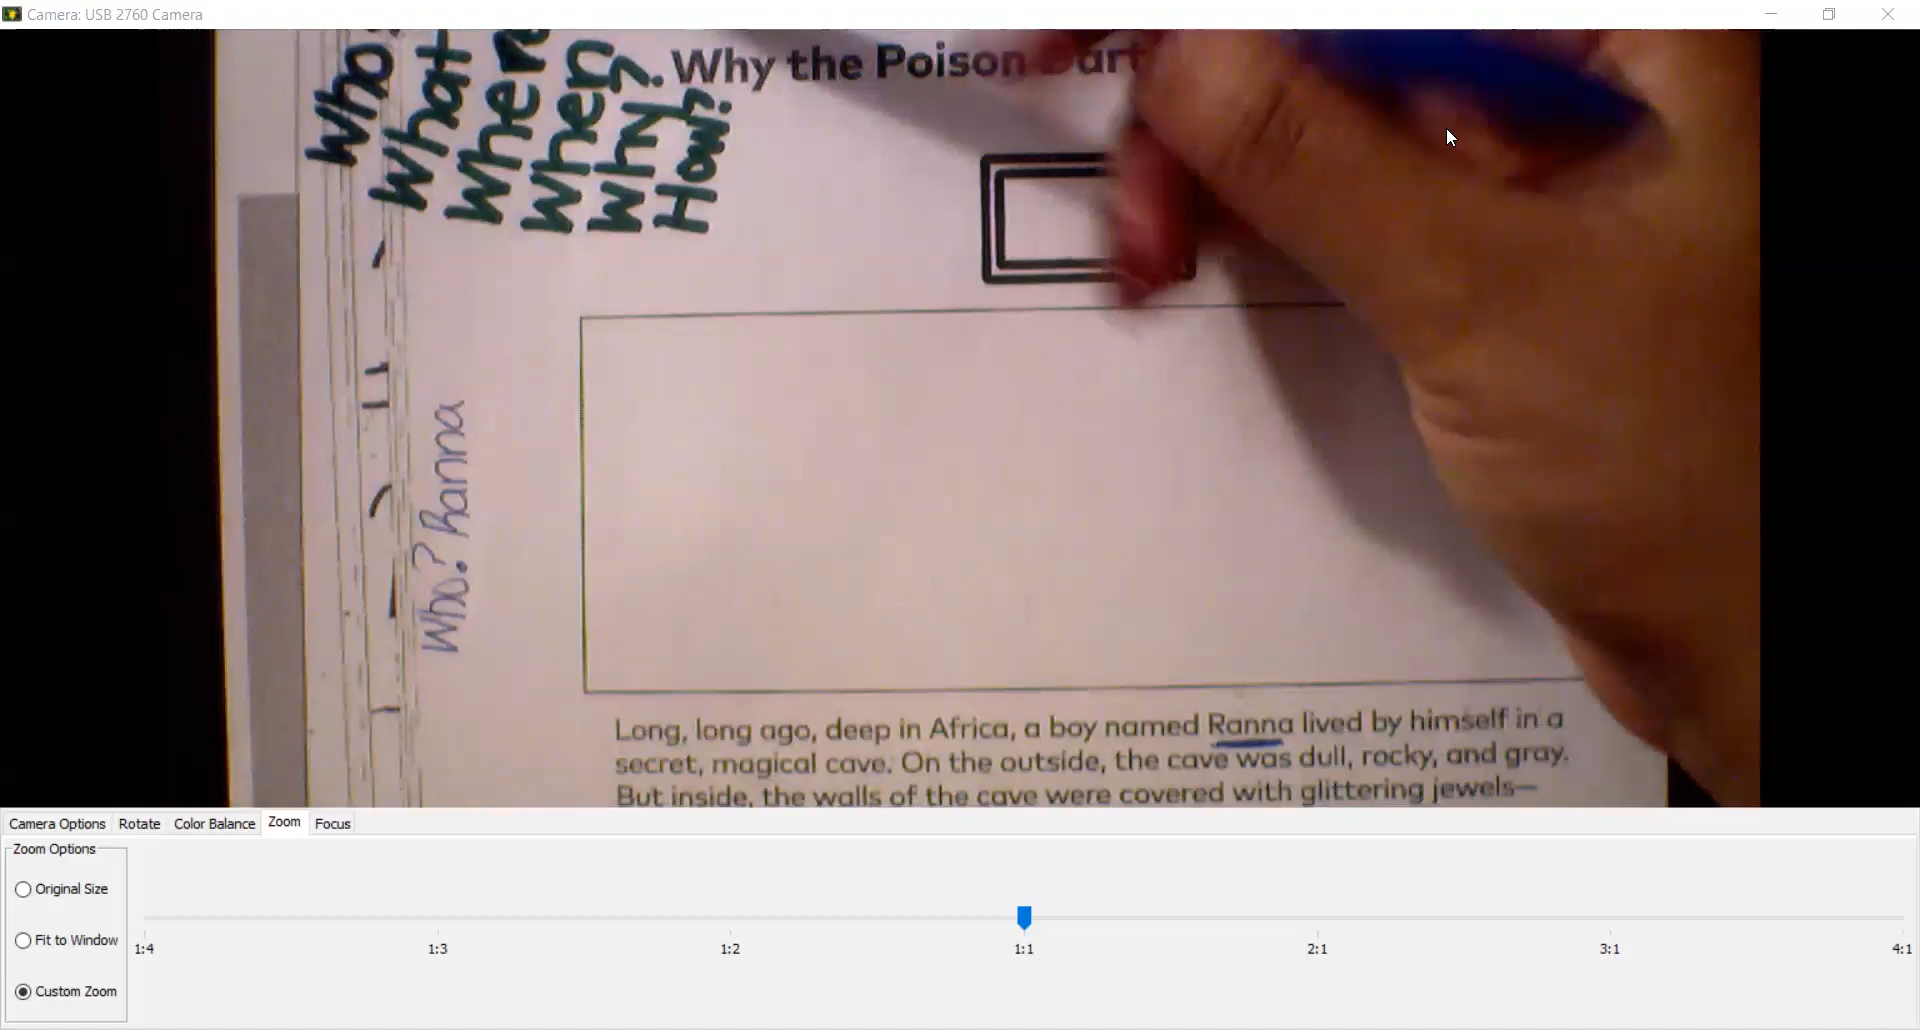 Camera: USB 2760 Camera
Who?
What
When
Why?
How?
Why the Poison Dart
Who? Ranna
Long, long ago, deep in Africa, a boy named Ranna lived by himself in a
secret, magical cave. On the outside, the cave was dull, rocky, and gray.
But inside, the walls of the cave were covered with glittering jewels—
Camera Options Rotate Color Balance Zoom Focus
Zoom Options
Original Size
Fit to Window
Custom Zoom
1:4 1:3 1:2 1:1 2:1 3:1 4:1